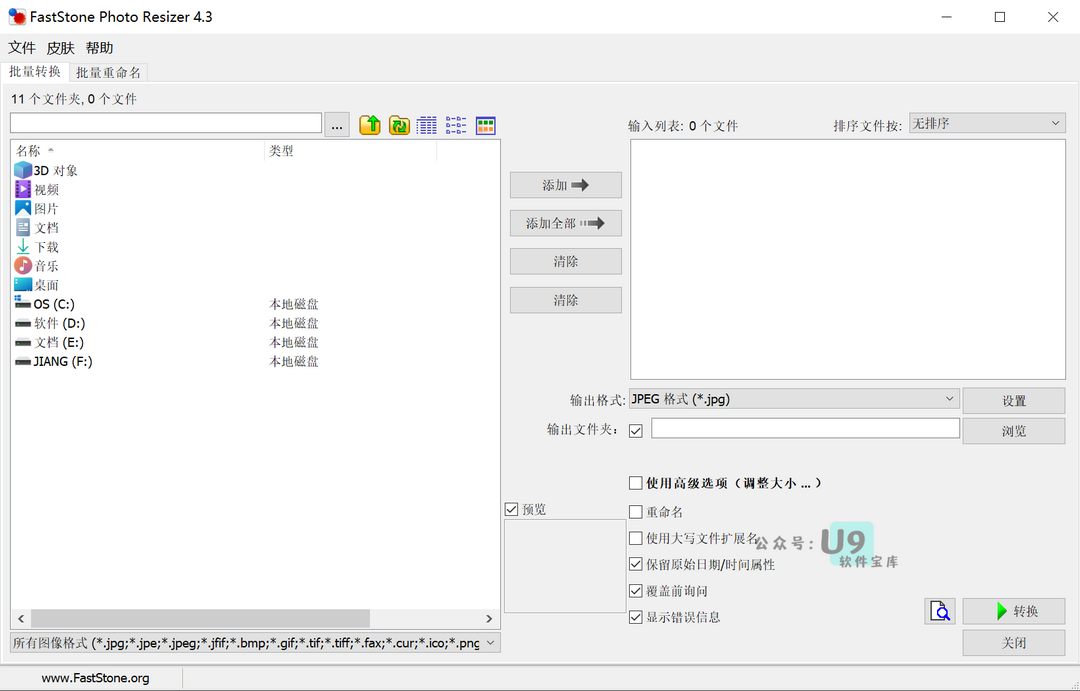 FastStone Photo Resizer 4.3
文件 皮肤 帮助
批量转换 批量重命名
11 个文件夹, 0 个文件
...
输入列表: 0 个文件 排序文件按: 无排序
名称 类型
3D 对象
视频
图片
文档
下载
音乐
桌面
OS (C:) 本地磁盘
软件 (D:) 本地磁盘
文档 (E:) 本地磁盘
JIANG (F:) 本地磁盘
添加
添加全部
清除
清除
输出格式: JPEG 格式 (*.jpg) 设置
输出文件夹: 浏览
使用高级选项（调整大小 ... ）
预览
重命名
使用大写文件扩展名
保留原始日期/时间属性
覆盖前询问
显示错误信息
公众号: U9
软件宝库
转换
关闭
所有图像格式 (*.jpg;*.jpe;*.jpeg;*.jfif;*.bmp;*.gif;*.tif;*.tiff;*.fax;*.cur;*.ico;*.png
www.FastStone.org